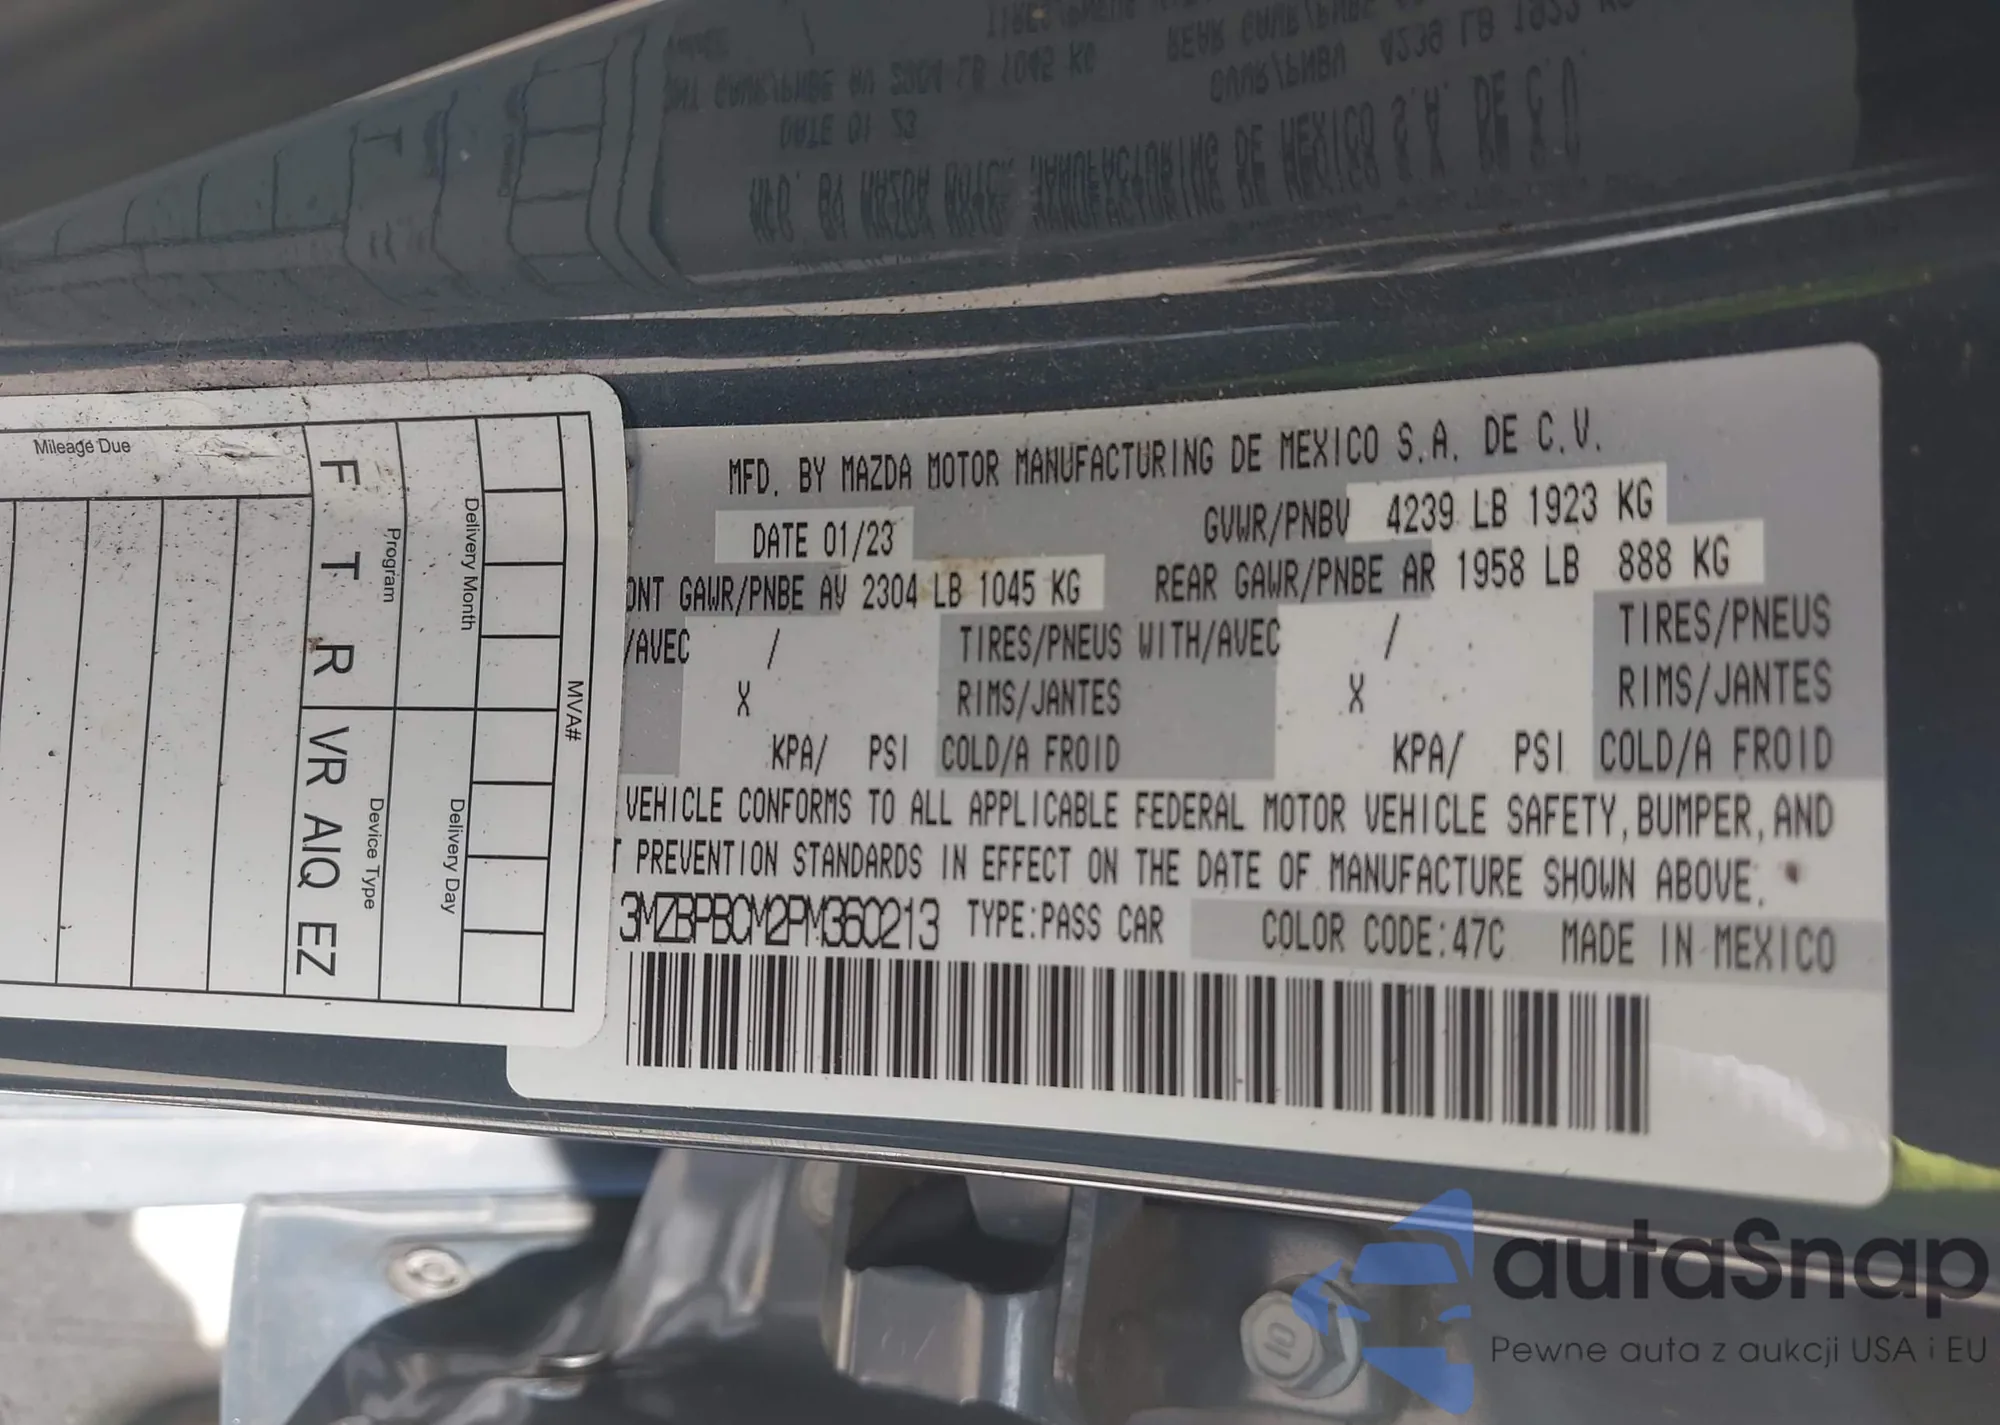 MFD. BY MAZDA MOTOR MANUFACTURING DE MEXICO S.A. DE C.V.
DATE 01/23 GVWR/PNBV 4239 LB 1923 KG
ONT GAWR/PNBE AV 2304 LB 1045 KG REAR GAWR/PNBE AR 1958 LB 888 KG
/AVEC / TIRES/PNEUS WITH/AVEC / TIRES/PNEUS
X RIMS/JANTES X RIMS/JANTES
KPA/ PSI COLD/A FROID KPA/ PSI COLD/A FROID
VEHICLE CONFORMS TO ALL APPLICABLE FEDERAL MOTOR VEHICLE SAFETY, BUMPER, AND
T PREVENTION STANDARDS IN EFFECT ON THE DATE OF MANUFACTURE SHOWN ABOVE.
3MZBPBCM2PM360213 TYPE:PASS CAR COLOR CODE:47C MADE IN MEXICO
MVA#
Delivery Month
Delivery Day
Program
Device Type
F T R VR AIQ EZ
Mileage Due
10
autaSnap
Pewne auta z aukcji USA i EU